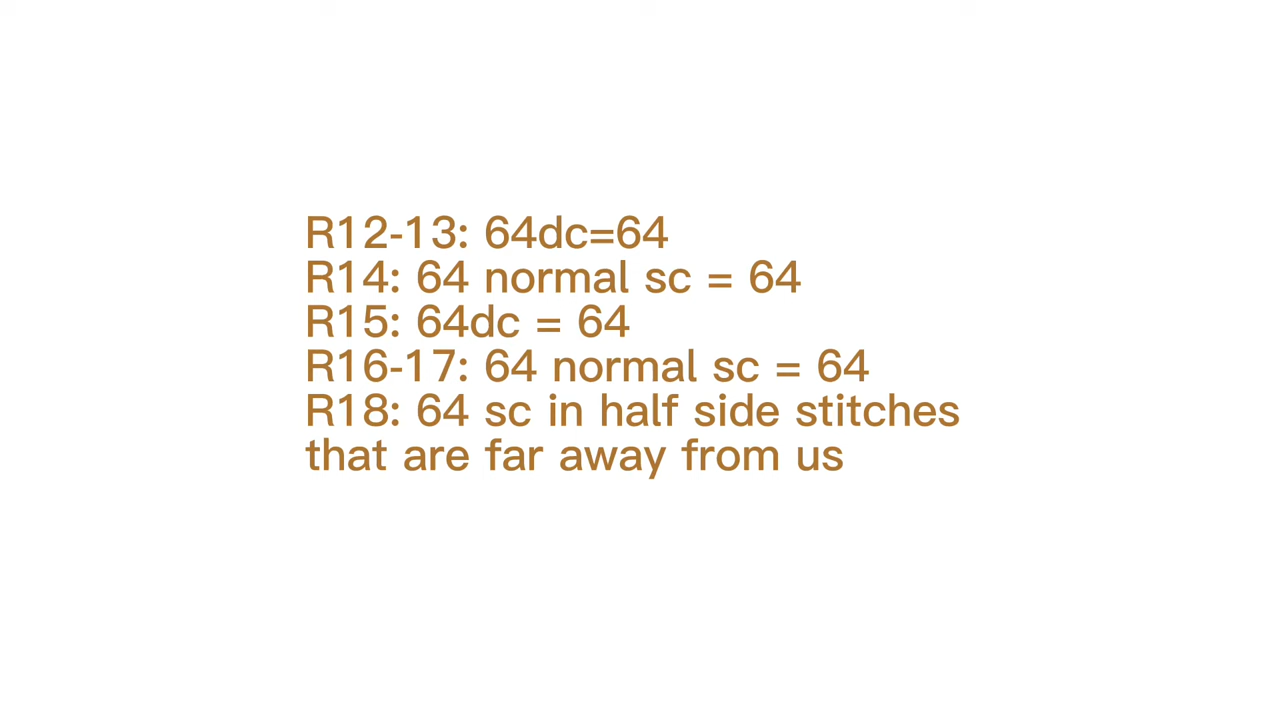 R12-13: 64dc=64
R14: 64 normal sc = 64
R15: 64dc = 64
R16-17: 64 normal sc = 64
R18: 64 sc in half side stitches
that are far away from us